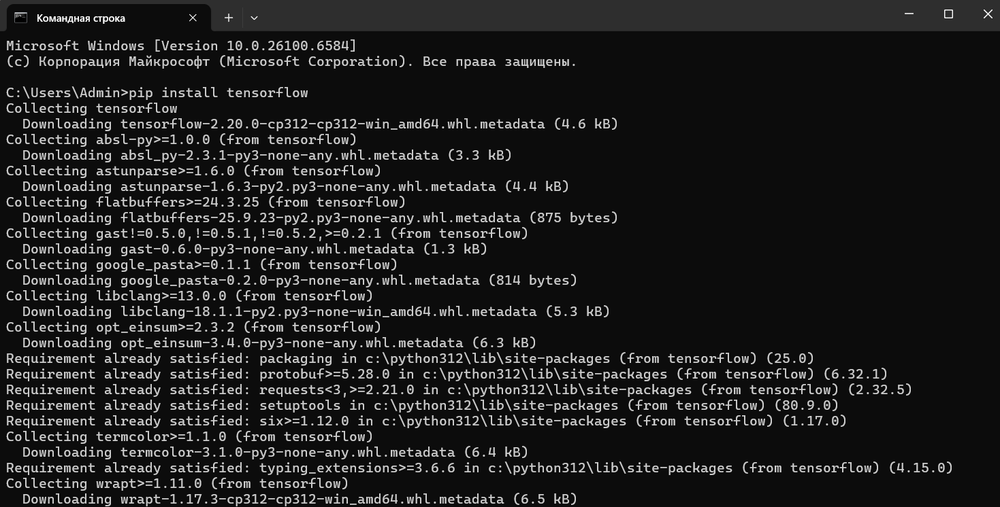 Командная строка
Microsoft Windows [Version 10.0.26100.6584]
(c) Корпорация Майкрософт (Microsoft Corporation). Все права защищены.
C:\Users\Admin>pip install tensorflow
Collecting tensorflow
  Downloading tensorflow-2.20.0-cp312-cp312-win_amd64.whl.metadata (4.6 kB)
Collecting absl-py>=1.0.0 (from tensorflow)
  Downloading absl_py-2.3.1-py3-none-any.whl.metadata (3.3 kB)
Collecting astunparse>=1.6.0 (from tensorflow)
  Downloading astunparse-1.6.3-py2.py3-none-any.whl.metadata (4.4 kB)
Collecting flatbuffers>=24.3.25 (from tensorflow)
  Downloading flatbuffers-25.9.23-py2.py3-none-any.whl.metadata (875 bytes)
Collecting gast!=0.5.0,!=0.5.1,!=0.5.2,>=0.2.1 (from tensorflow)
  Downloading gast-0.6.0-py3-none-any.whl.metadata (1.3 kB)
Collecting google_pasta>=0.1.1 (from tensorflow)
  Downloading google_pasta-0.2.0-py3-none-any.whl.metadata (814 bytes)
Collecting libclang>=13.0.0 (from tensorflow)
  Downloading libclang-18.1.1-py2.py3-none-win_amd64.whl.metadata (5.3 kB)
Collecting opt_einsum>=2.3.2 (from tensorflow)
  Downloading opt_einsum-3.4.0-py3-none-any.whl.metadata (6.3 kB)
Requirement already satisfied: packaging in c:\python312\lib\site-packages (from tensorflow) (25.0)
Requirement already satisfied: protobuf>=5.28.0 in c:\python312\lib\site-packages (from tensorflow) (6.32.1)
Requirement already satisfied: requests<3,>=2.21.0 in c:\python312\lib\site-packages (from tensorflow) (2.32.5)
Requirement already satisfied: setuptools in c:\python312\lib\site-packages (from tensorflow) (80.9.0)
Requirement already satisfied: six>=1.12.0 in c:\python312\lib\site-packages (from tensorflow) (1.17.0)
Collecting termcolor>=1.1.0 (from tensorflow)
  Downloading termcolor-3.1.0-py3-none-any.whl.metadata (6.4 kB)
Requirement already satisfied: typing_extensions>=3.6.6 in c:\python312\lib\site-packages (from tensorflow) (4.15.0)
Collecting wrapt>=1.11.0 (from tensorflow)
  Downloading wrapt-1.17.3-cp312-cp312-win_amd64.whl.metadata (6.5 kB)